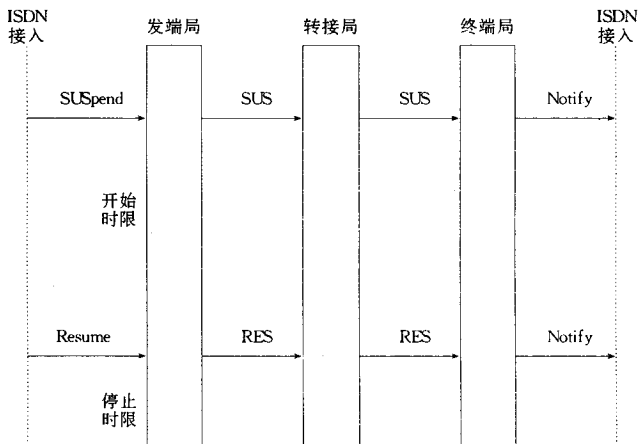 ISDN
接入
发端局
转接局
终端局
ISDN
接入
SUSpend
SUS
SUS
Notify
开始
时限
Resume
RES
RES
Notify
停止
时限